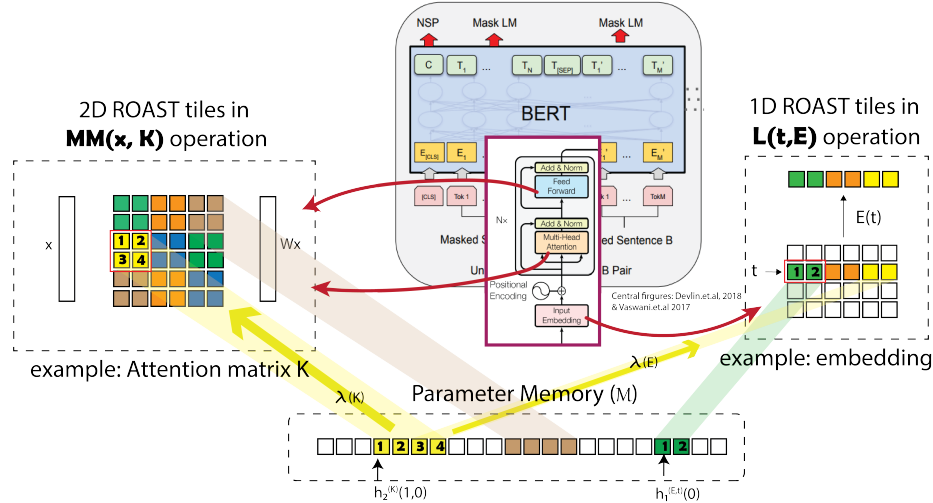 NSP
Mask LM
Mask LM
C
T1
...
TN
T[SEP]
T1'
...
TM'
BERT
E[CLS]
E1
1'
...
EM'
[CLS]
Tok 1
Tok 1
...
TokM
Masked S
ed Sentence B
Un
B Pair
Add & Norm
Feed
Forward
Nx
Add & Norm
Multi-Head
Attention
Positional
Encoding
Input
Embedding
Central firgures: Devlin.et.al. 2018
& Vaswani.et.al 2017
2D ROAST tiles in
MM(x, K) operation
x
1 2
3 4
Wx
example: Attention matrix K
1D ROAST tiles in
L(t,E) operation
E(t)
t
1 2
example: embedding
λ(K)
λ(E)
Parameter Memory (M)
1 2 3 4
1 2
h2(K)(1,0)
h1(E,t)(0)